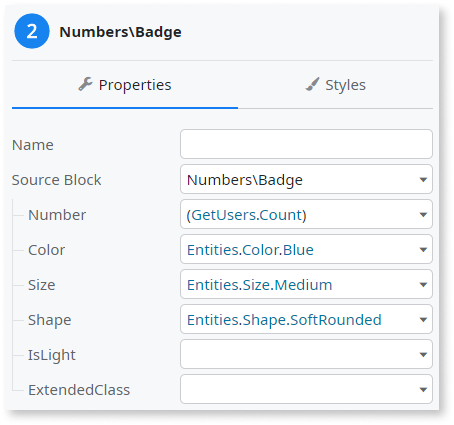 2 Numbers\Badge
Properties Styles
Name
Source Block Numbers\Badge
Number (GetUsers.Count)
Color Entities.Color.Blue
Size Entities.Size.Medium
Shape Entities.Shape.SoftRounded
IsLight
ExtendedClass